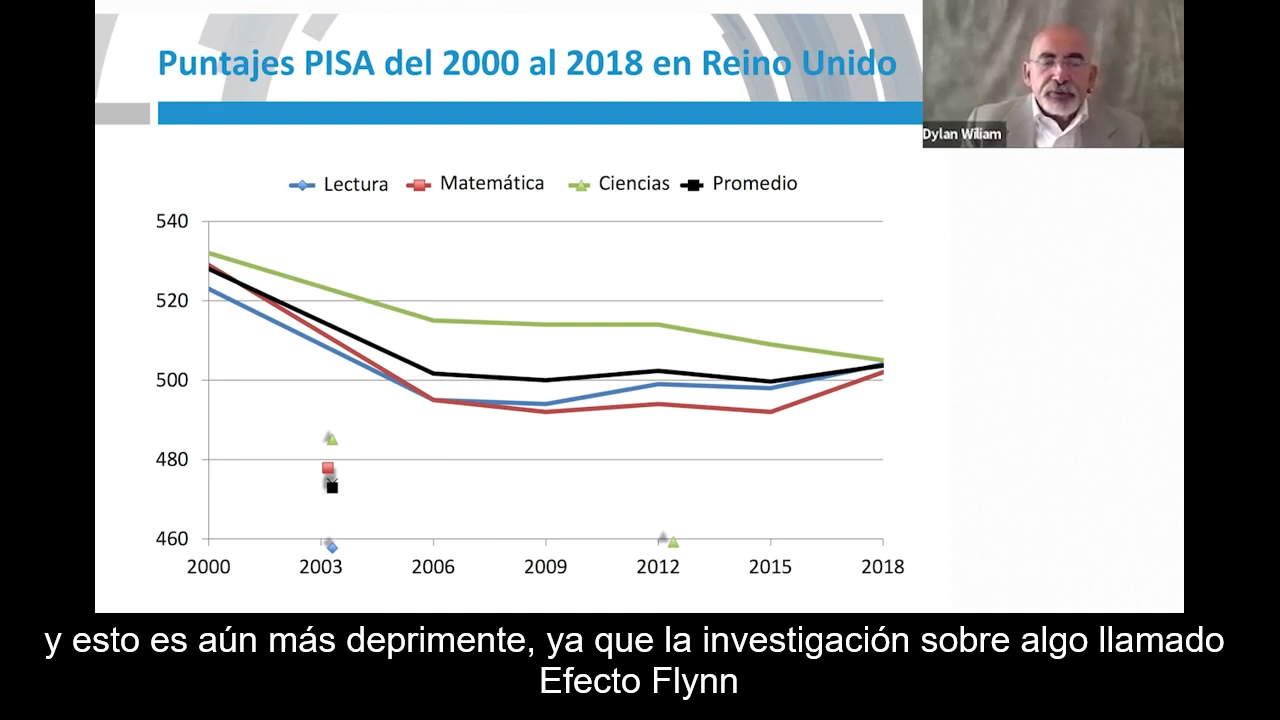 Puntajes PISA del 2000 al 2018 en Reino Unido
Dylan Wiliam
Lectura Matemática Ciencias Promedio
540
520
500
480
460
2000 2003 2006 2009 2012 2015 2018
y esto es aún más deprimente, ya que la investigación sobre algo llamado
Efecto Flynn